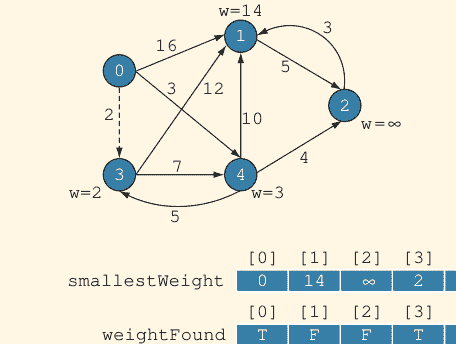 w=14
3
1
16
5
0
3
12
2
2
10
w=∞
4
7
3
4
w=2
w=3
5
[0] [1] [2] [3]
smallestWeight 0 14 ∞ 2
[0] [1] [2] [3]
weightFound T F F T